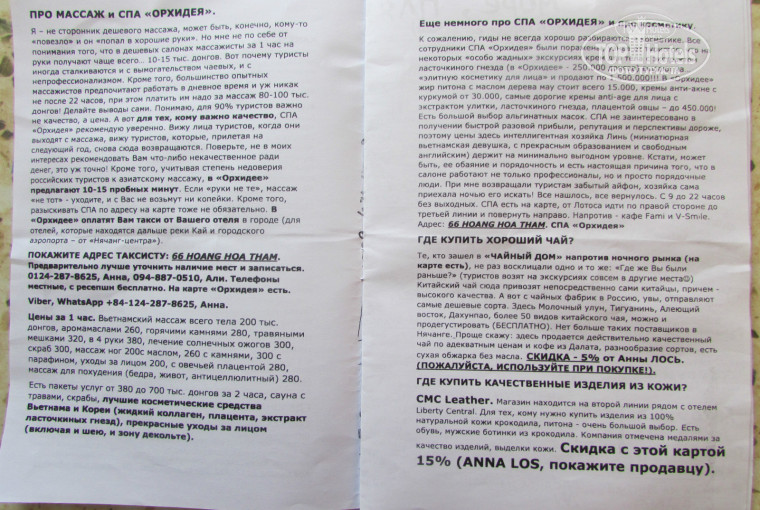 ПРО МАССАЖ и СПА «ОРХИДЕЯ».
Я - не сторонник дешевого массажа, может быть, конечно, кому-то
«повезло» и он «попал в хорошие руки». Но мне не по себе от
понимания того, что в дешевых салонах массажисты за 1 час на
руки получают чаще всего.. 10-15 тыс. донгов. Вот почему туристы
иногда сталкиваются и с вымогательством чаевых, и с
непрофессионализмом. Кроме того, большинство опытных
массажистов предпочитают работать в дневное время и уж никак
не после 22 часов, при этом платить им надо за массаж 80-100 тыс.
донгов! Делайте выводы сами. Понимаю, для 90% туристов важно
не качество, а цена. А вот для тех, кому важно качество, СПА
«Орхидея» рекомендую уверенно. Вижу лица туристов, когда они
выходят с массажа, вижу туристов, которые, прилетая на
следующий год, снова сюда возвращаются. Поверьте, не в моих
интересах рекомендовать Вам что-либо некачественное ради
денег, это уж точно! Кроме того, учитывая степень недоверия
российских туристов к азиатскому массажу, в «Орхидее»
предлагают 10-15 пробных минут. Если «руки не те», массаж
«не тот» - уходите, и с Вас не возьмут ни копейки. Кроме того,
разыскивать СПА по адресу на карте тоже не обязательно. В
«Орхидее» оплатят Вам такси от Вашего отеля в городе (для
отелей, которые находятся дальше реки Кай и городского
аэропорта – от «Нячанг-центра»).
ПОКАЖИТЕ АДРЕС ТАКСИСТУ: 66 HOANG HOA THAM.
Предварительно лучше уточнить наличие мест и записаться.
0124-287-8625, Анна, 094-887-0510, Али. Телефоны
местные, с ресепшн бесплатно. На карте «Орхидея» есть.
Viber, WhatsApp +84-124-287-8625, Анна.
Цены за 1 час. Вьетнамский массаж всего тела 200 тыс.
донгов, аромамаслами 260, горячими камнями 280, травяными
мешками 320, в 4 руки 380, лечение солнечных ожогов 300,
скраб 300, массаж ног 200с маслом, 260 с камнями, 300 с
парафином, уходы за лицом 200, с овечьей плацентой 280,
массаж для похудения (бедра, живот, антицеллюлитный) 280.
Есть пакеты услуг от 380 до 700 тыс. донгов за 2 часа, сауна с
травами, скрабы, лучшие косметические средства
Вьетнама и Кореи (жидкий коллаген, плацента, экстракт
ласточкиных гнезд), прекрасные уходы за лицом
(включая и шею, и зону декольте).
Еще немного про СПА «ОРХИДЕЯ» и про косметику.
К сожалению, гиды не всегда хорошо разбираются в косметике. Все
сотрудники СПА «Орхидея» были пора
некоторых «особо жадных» экскурсиях
ласточкиного гнезда (в «Орхидее» - 250.000
«элитную косметику для лица» и продают по 1.500.000!!! В «Орхидее»
жир питона с маслом дерева may стоит всего 15.000, кремы анти-акне с
куркумой от 30.000, самые дорогие кремы anti-age для лица с
экстрактом улитки, ласточкиного гнезда, плацентой овцы – до 450.000!
Есть большой выбор альгинатных масок. СПА не заинтересовано в
получении быстрой разовой прибыли, репутация и перспективы дороже,
поэтому цены здесь интеллигентная хозяйка Линь (миниатюрная
вьетнамская девушка, с прекрасным образованием и свободным
английским) держит на минимально выгодном уровне. Кстати, может
быть, ее обаяние и порядочность и есть настоящая причина того, что в
салоне работают не только профессионалы, но и просто порядочные
люди. При мне возвращали туристам забытый айфон, хозяйка сама
приехала ночью его искать! Все нашлось, все вернулось. С 9 до 22 часов
без выходных. СПА есть на карте, от Лотоса идти по правой стороне до
третьей линии и повернуть направо. Напротив - кафе Fami и V-Smile.
Адрес: 66 HOANG HOA THAM. СПА «Орхидея»
ГДЕ КУПИТЬ ХОРОШИЙ ЧАЙ?
Те, кто зашел в «ЧАЙНЫЙ ДОМ» напротив ночного рынка (на
карте есть), не раз восклицали одно и то же: «Где же Вы были
раньше?» (туристов возят на экскурсиях совсем в другие места☺)
Китайский чай сюда привозят непосредственно сами китайцы, причем -
высокого качества. А вот с чайных фабрик в Россию, увы, отправляют
самые дешевые сорта. Здесь Молочный улун, Тигуанинь, Алеющий
восток, Дахунпао, более 50 видов китайского чая, можно и
продегустировать (БЕСПЛАТНО). Нет больше таких поставщиков в
Нячанге. Проще скажу: здесь продается действительно качественный
чай по адекватным ценам и кофе из Далата, разнообразие сортов, есть
сухая обжарка без масла. СКИДКА - 5% от Анны ЛОСЬ.
(ПОЖАЛУЙСТА, ИСПОЛЬЗУЙТЕ ПРИ ПОКУПКЕ!).
ГДЕ КУПИТЬ КАЧЕСТВЕННЫЕ ИЗДЕЛИЯ ИЗ КОЖИ?
CMC Leather. Магазин находится на второй линии рядом с отелем
Liberty Central. Для тех, кому нужно купить изделия из 100%
натуральной кожи крокодила, питона - очень большой выбор. Есть
обувь, мужские ботинки из крокодила. Компания отмечена медалями за
качество изделий, выделки кожи. Скидка с этой картой
15% (ANNA LOS, покажите продавцу).
TOP Hotels